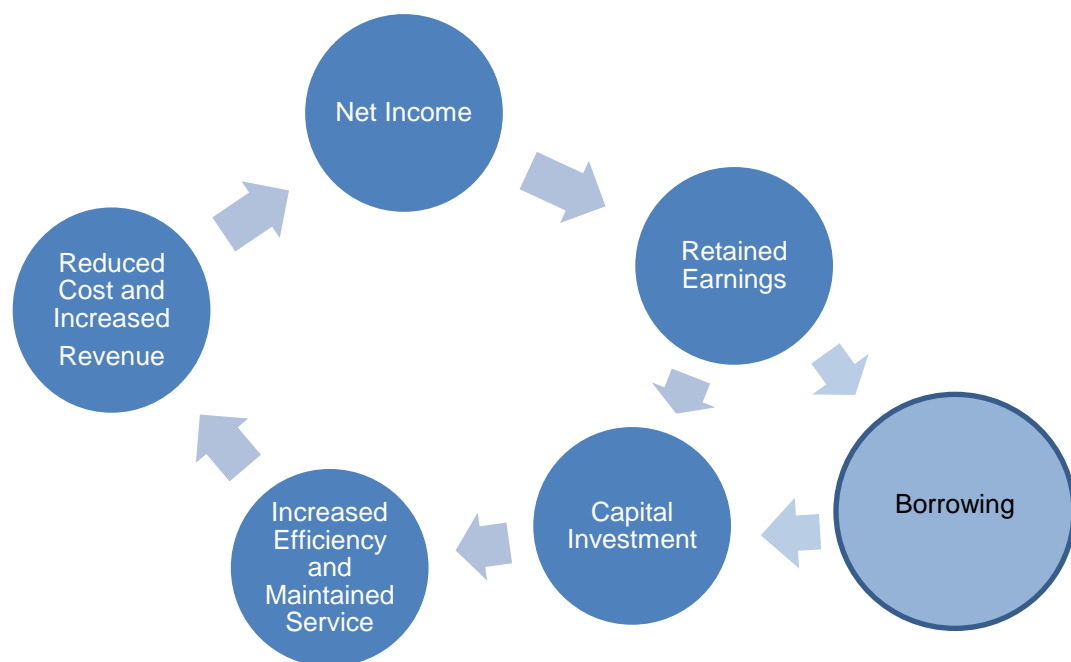 Net Income
Retained
Earnings
Borrowing
Capital
Investment
Increased
Efficiency
and
Maintained
Service
Reduced
Cost and
Increased
Revenue